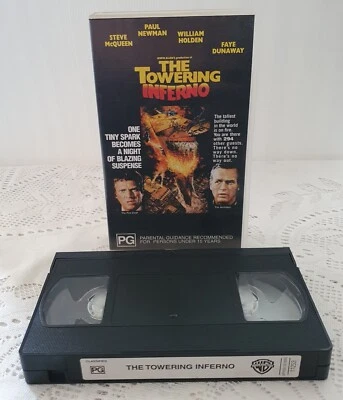 STEVE
McQUEEN
PAUL
NEWMAN
WILLIAM
HOLDEN
FAYE
DUNAWAY
THE
TOWERING
INFERNO
ONE
TINY SPARK
BECOMES
A NIGHT
OF BLAZING
SUSPENSE
The tallest
building
in the world
is on fire.
You are there
with 294
other guests.
There's no
way down.
There's no
way out.
PG
PARENTAL GUIDANCE RECOMMENDED
FOR PERSONS UNDER 15 YEARS
PG
THE TOWERING INFERNO